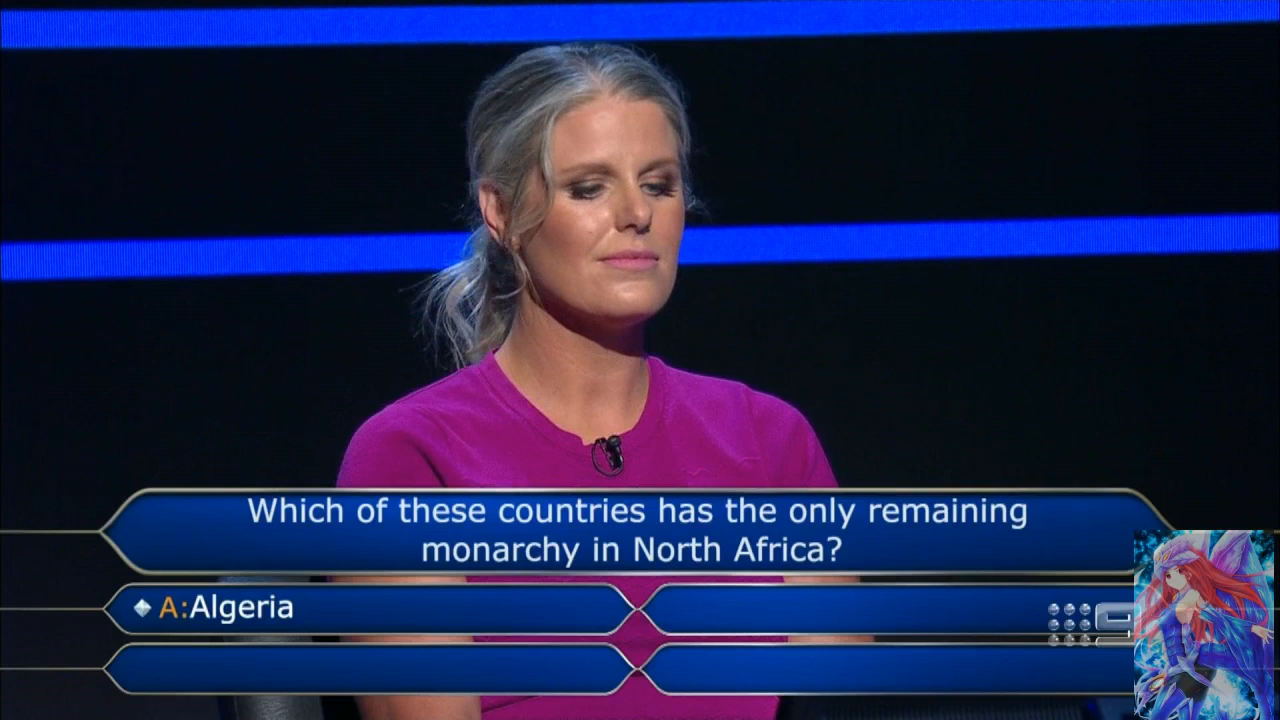 Which of these countries has the only remaining
monarchy in North Africa?
A:Algeria